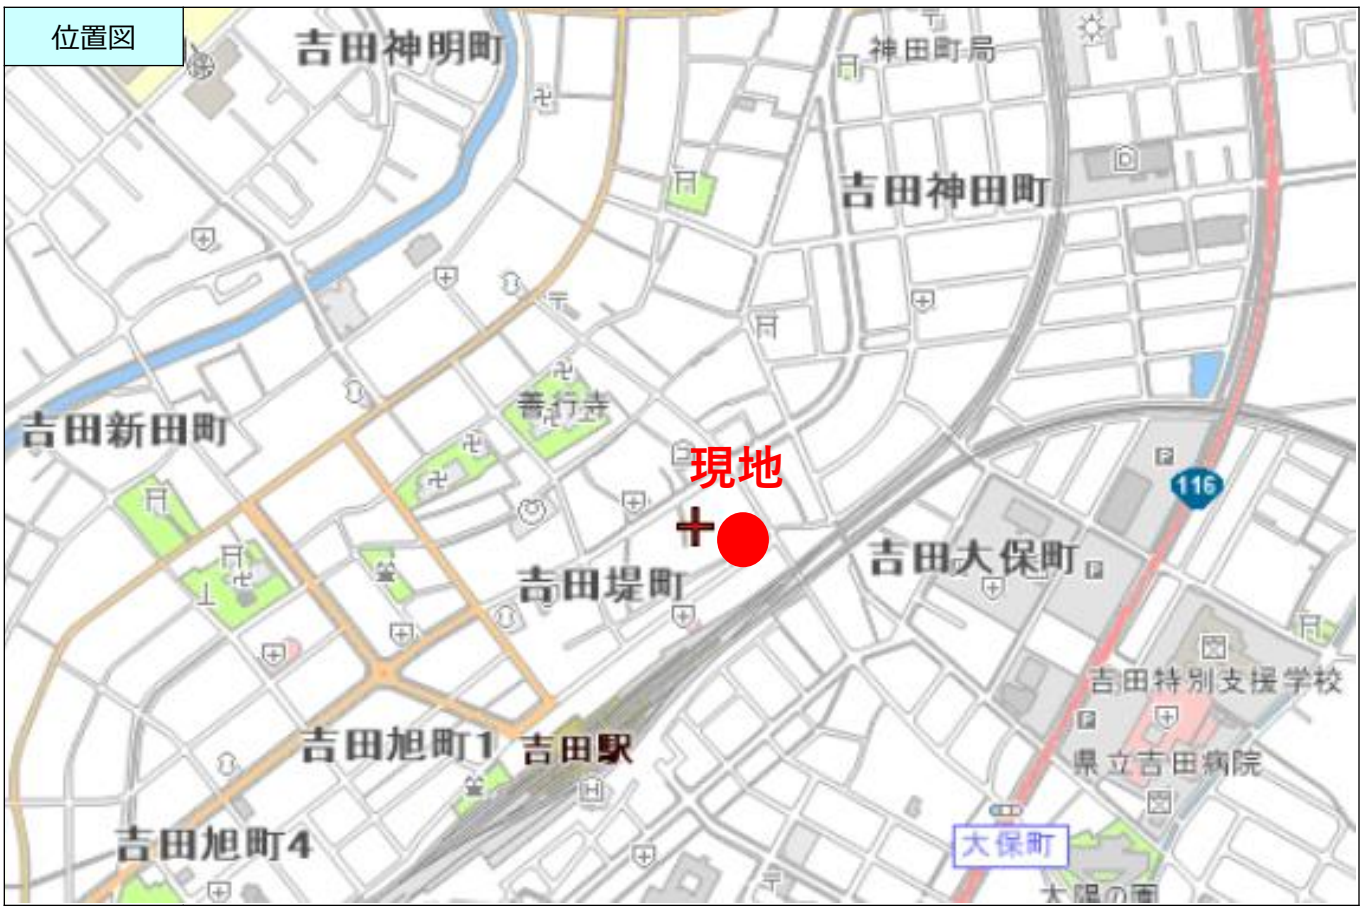 位置図
吉田神明町
神田町局
吉田神田町
善行寺
吉田新田町
現地
116
吉田大保町
P
吉田堤町
P
吉田特別支援学校
P
吉田旭町1
吉田駅
県立吉田病院
H
大保町
吉田旭町4
太陽の園